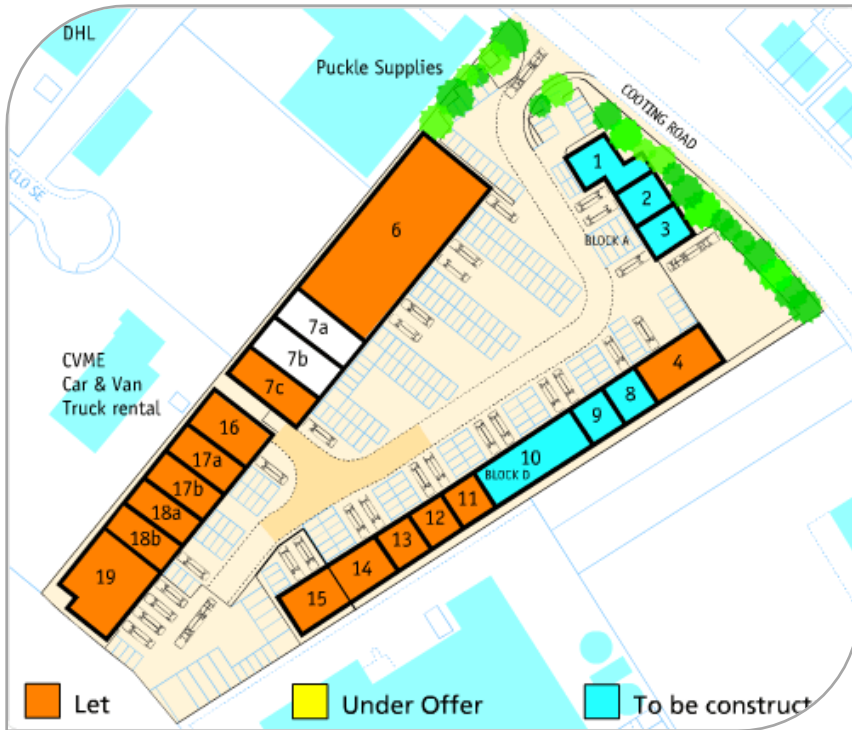 DHL
Puckle Supplies
COOTING ROAD
CLOSE
1
2
3
BLOCK A
6
7a
7b
7c
CVME
Car & Van
Truck rental
4
8
9
10
BLOCK D
11
12
13
14
15
16
17a
17b
18a
18b
19
Let
Under Offer
To be construct